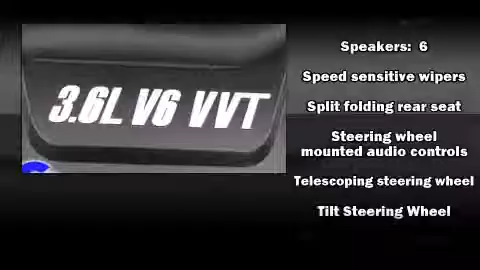 3.6L V6 VVT
Speakers:  6
Speed sensitive wipers
Split folding rear seat
Steering wheel
mounted audio controls
Telescoping steering wheel
Tilt Steering Wheel